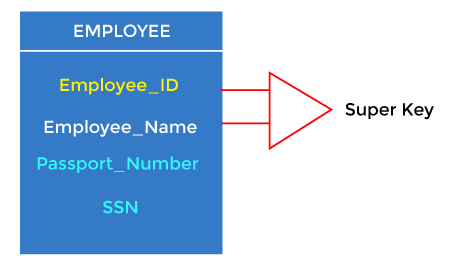 EMPLOYEE
Employee_ID
Employee_Name
Super Key
Passport_Number
SSN